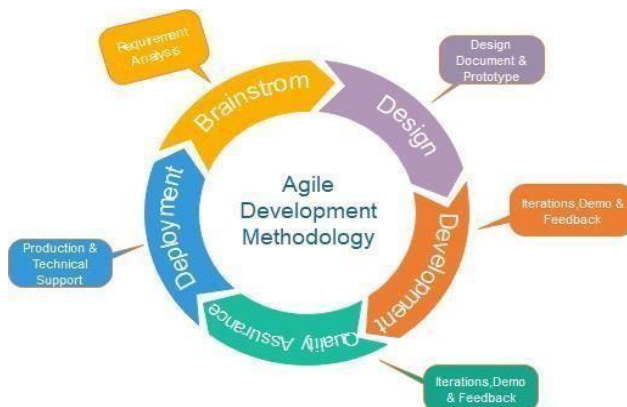 Requirement
Analysis
Brainstrom
Design
Document &
Prototype
Design
Agile
Development
Methodology
Iterations,Demo &
Feedback
Development
Deployment
Production &
Technical
Support
Quality Assurance
Iterations,Demo
& Feedback